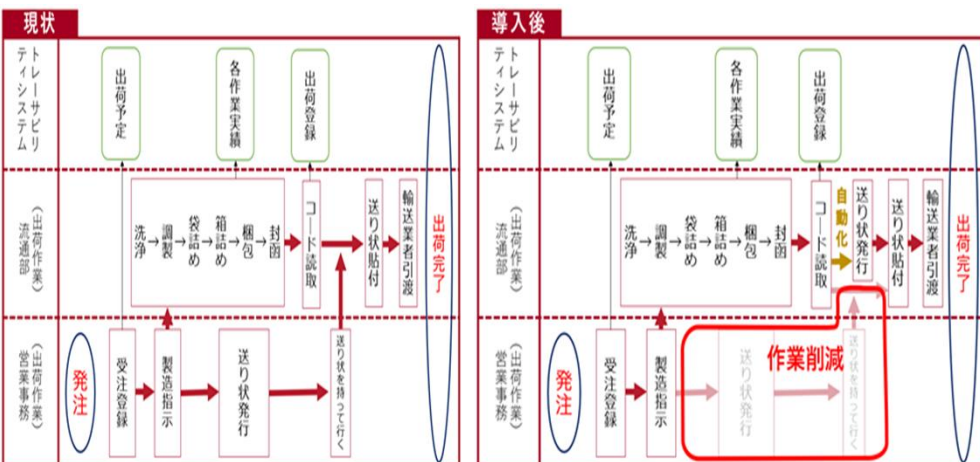 現状
トレーサビリ
ティシステム
出荷予定
各作業実績
出荷登録
流通部
(出荷作業)
洗浄→調製→袋詰め→箱詰め→梱包→封函
コード読取
送り状貼付
輸送業者引渡
出荷完了
営業事務
(出荷作業)
発注
受注登録
製造指示
送り状発行
送り状を持って行く
導入後
トレーサビリ
ティシステム
出荷予定
各作業実績
出荷登録
流通部
(出荷作業)
洗浄→調製→袋詰め→箱詰め→梱包→封函
コード読取
自動化
送り状発行
送り状貼付
輸送業者引渡
出荷完了
営業事務
(出荷作業)
発注
受注登録
製造指示
送り状発行
作業削減
送り状を持って行く